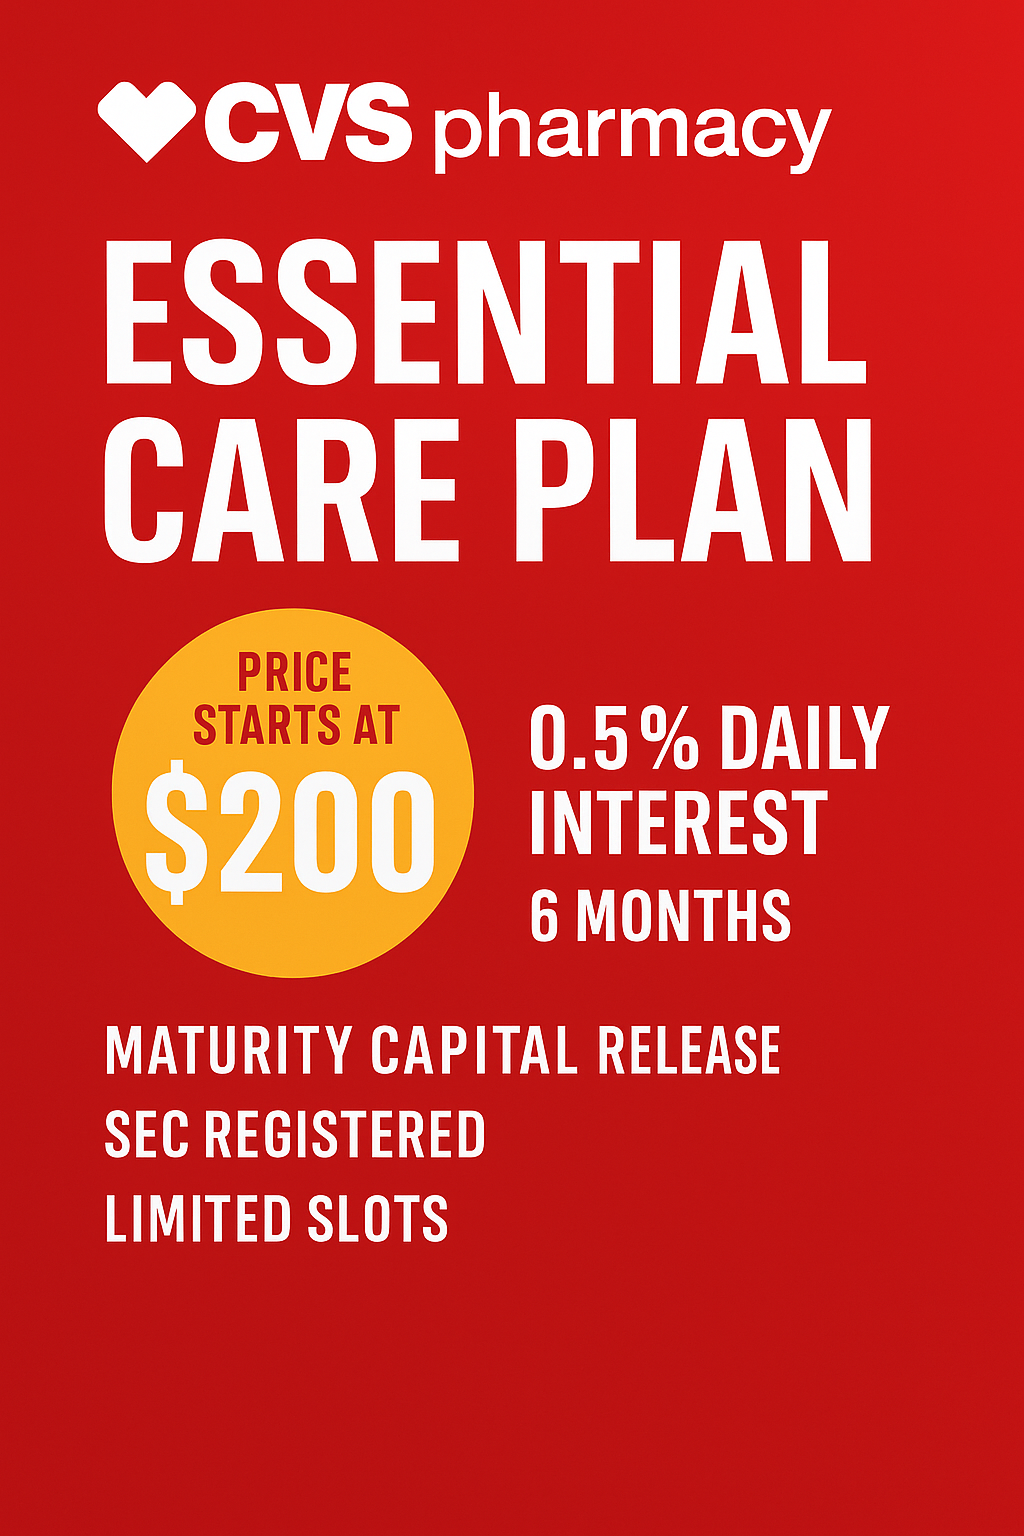 CVS pharmacy
ESSENTIAL
CARE PLAN
PRICE
STARTS AT
$200
0.5% DAILY
INTEREST
6 MONTHS
MATURITY CAPITAL RELEASE
SEC REGISTERED
LIMITED SLOTS